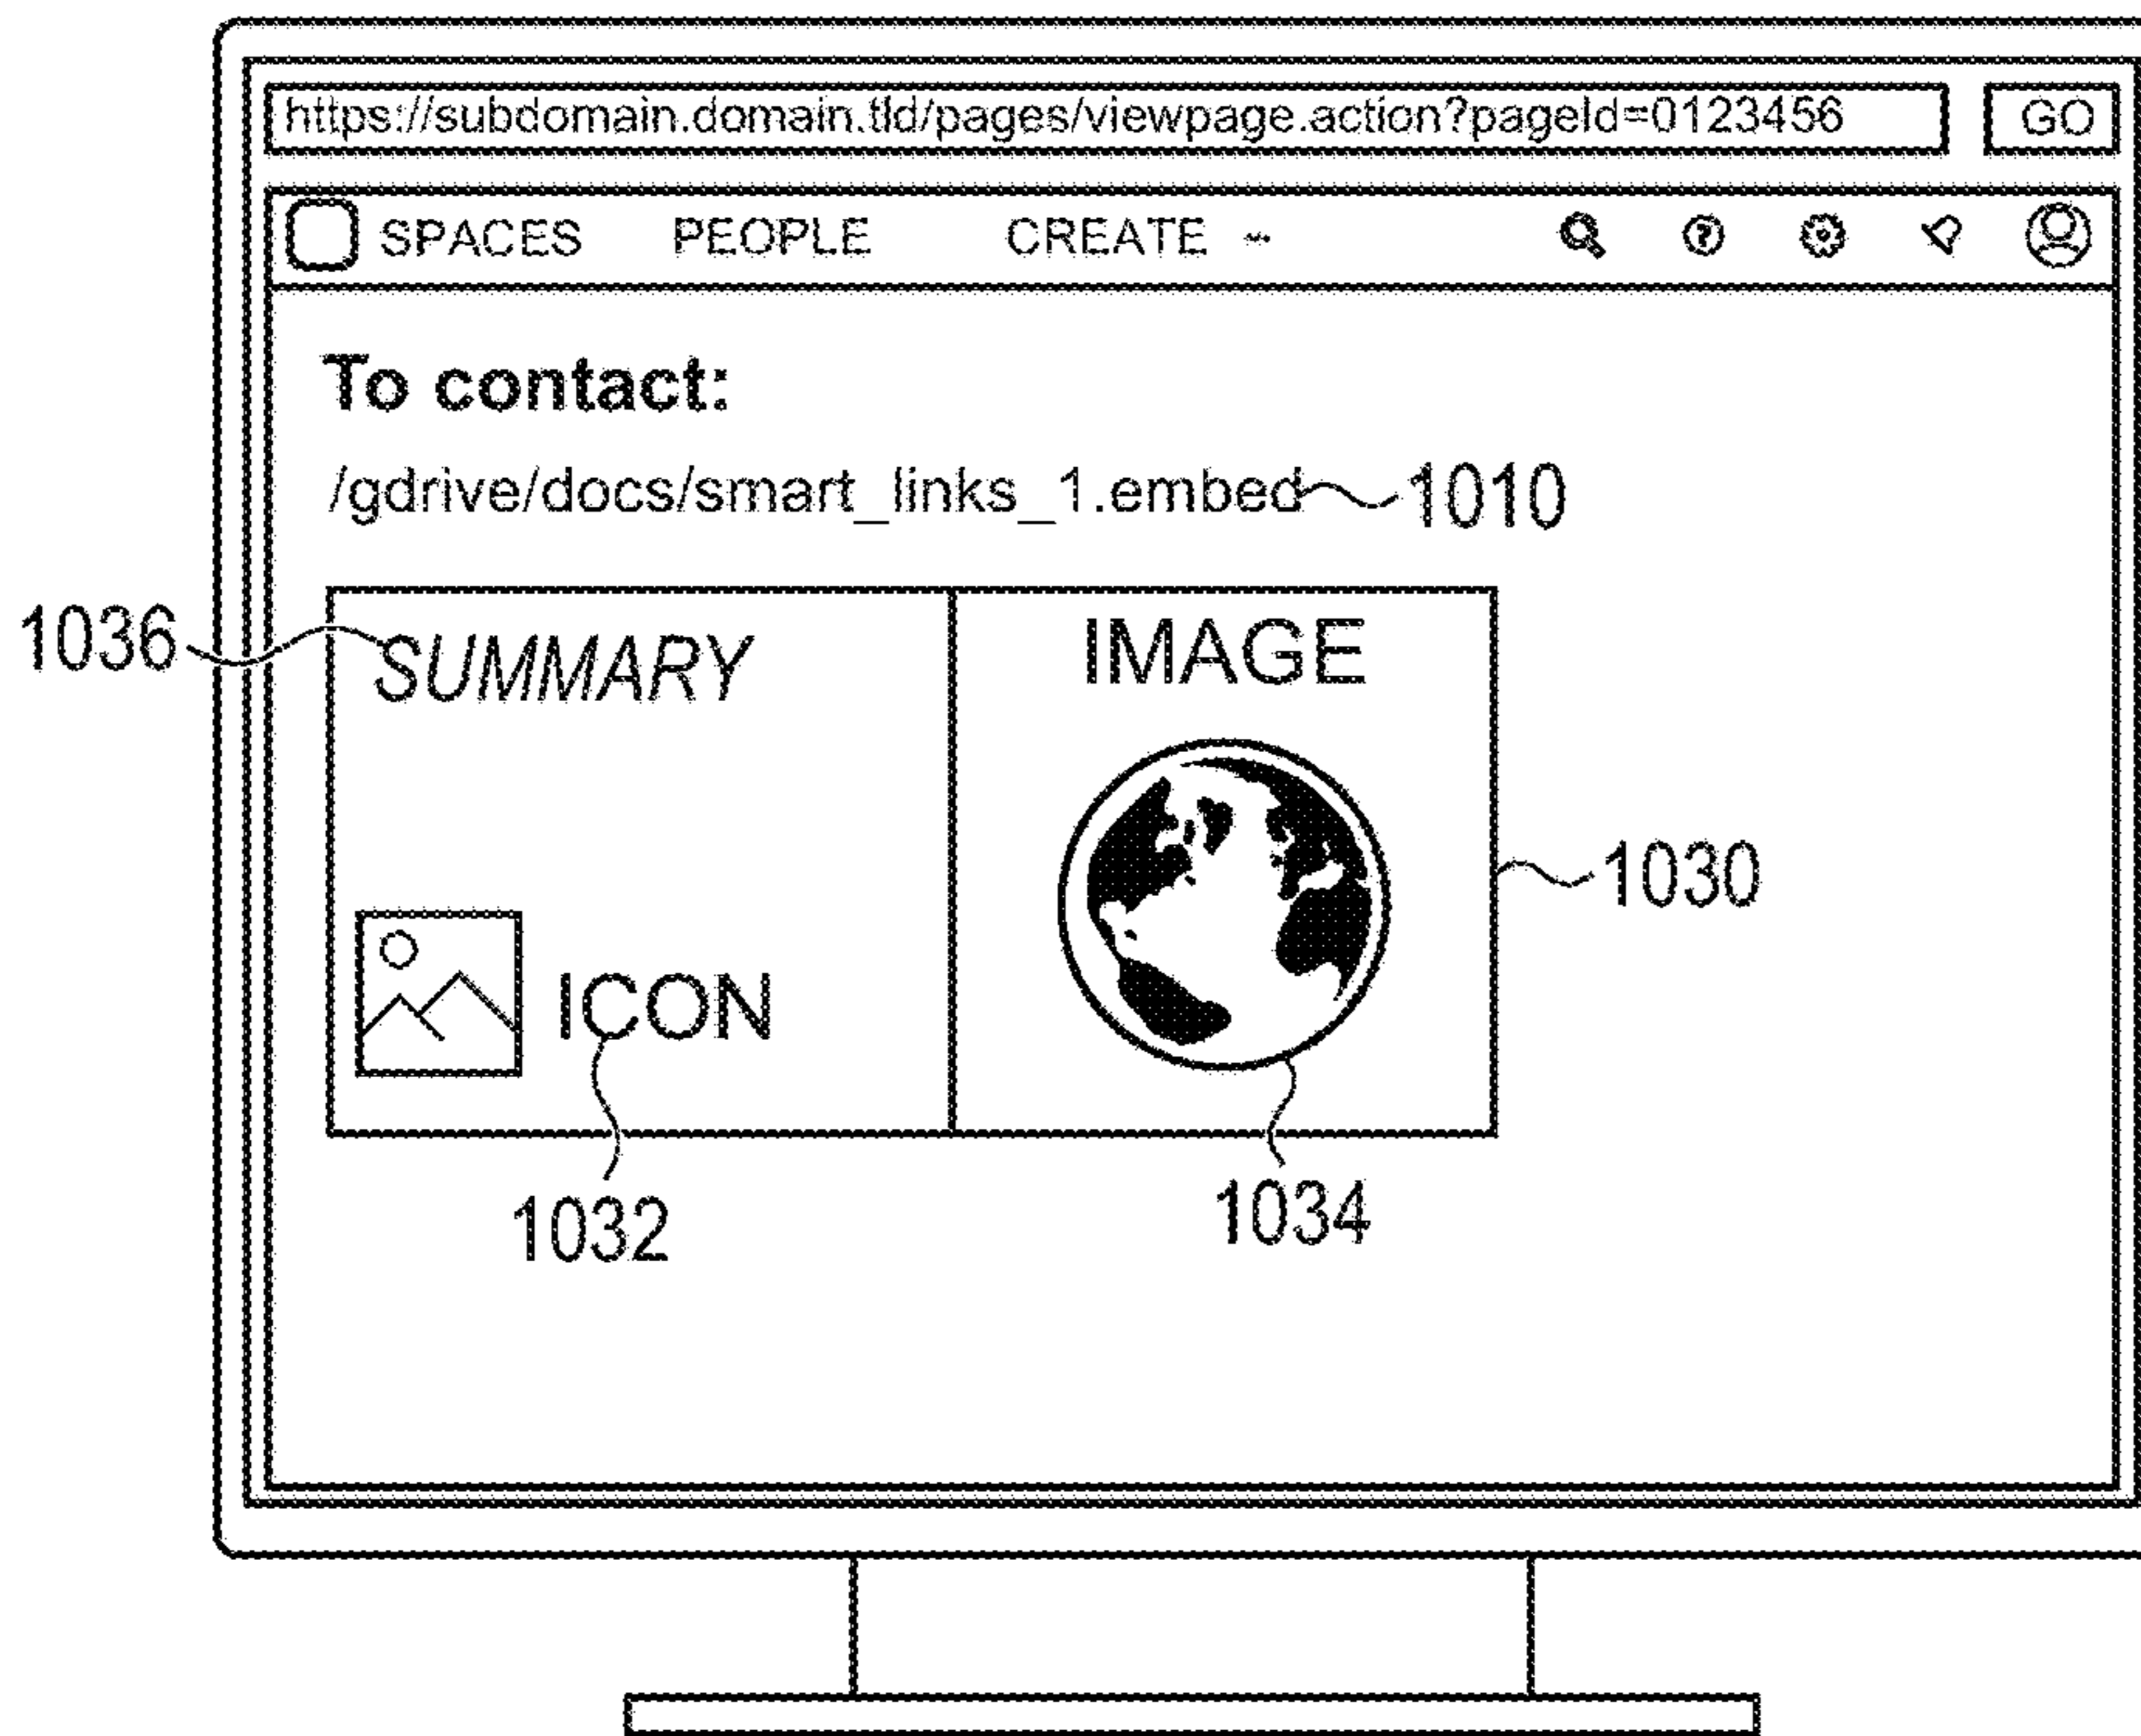 https://subdomain.domain.tld/pages/viewpage.action?pageId=0123456 GO
SPACES PEOPLE CREATE ···
To contact:
/gdrive/docs/smart_links_1.embed 1010
1036 SUMMARY IMAGE
1030
ICON
1032 1034